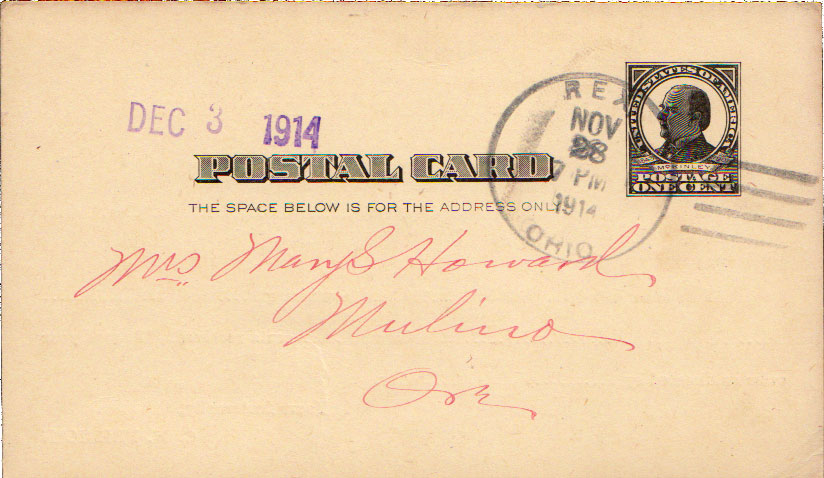 DEC 3 1914
POSTAL CARD
THE SPACE BELOW IS FOR THE ADDRESS ONLY
REX
NOV
28
7 PM
1914
OHIO
UNITED STATES OF AMERICA
McKINLEY
POSTAGE
ONE CENT
Mrs Mary S Howard
Mulino
Ore